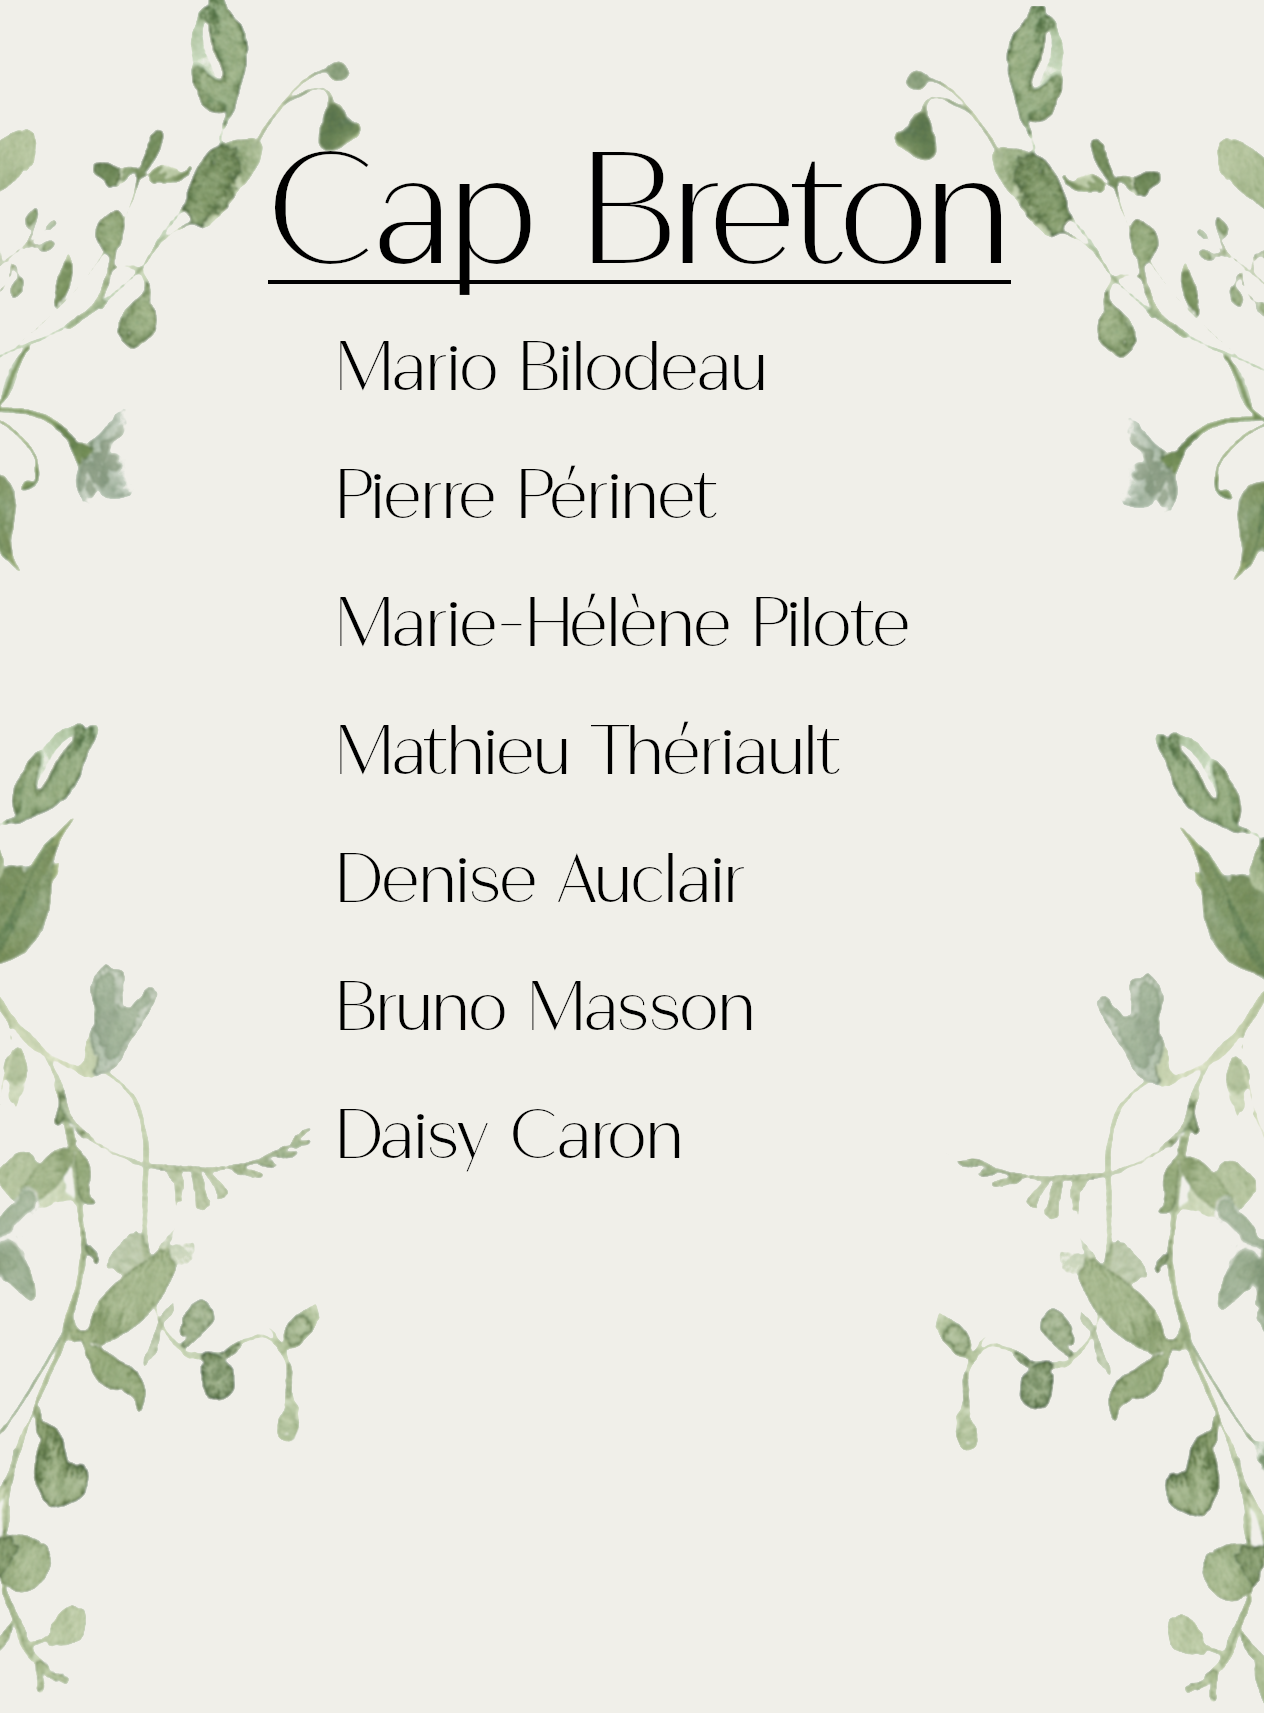 Cap Breton
Mario Bilodeau
Pierre Périnet
Marie-Hélène Pilote
Mathieu Thériault
Denise Auclair
Bruno Masson
Daisy Caron